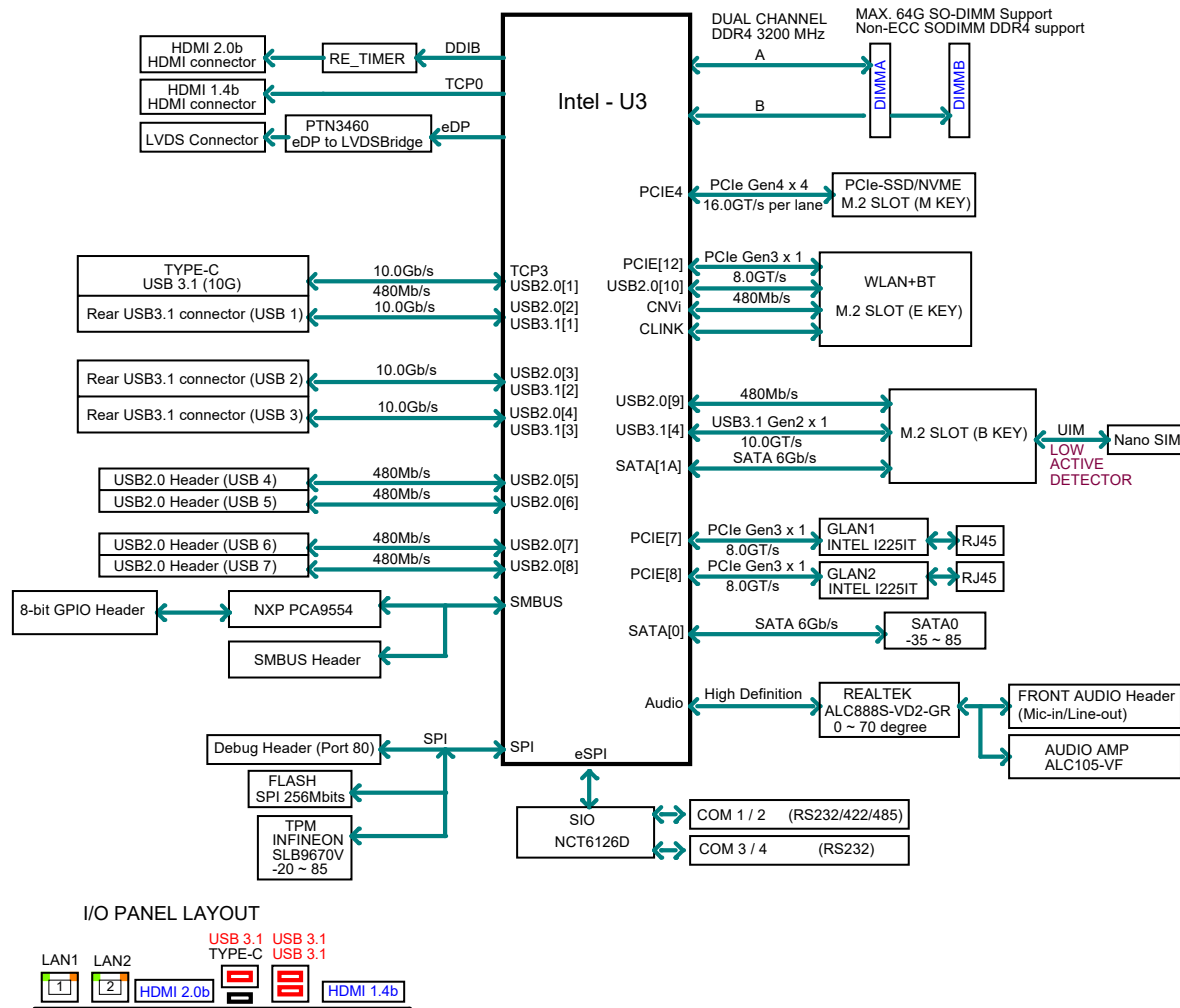 DUAL CHANNEL
DDR4 3200 MHz
MAX. 64G SO-DIMM Support
Non-ECC SODIMM DDR4 support
HDMI 2.0b
HDMI connector
RE_TIMER
DDIB
HDMI 1.4b
HDMI connector
TCP0
LVDS Connector
PTN3460
eDP to LVDSBridge
eDP
Intel - U3
A
B
DIMMA
DIMMB
PCIE4
PCIe Gen4 x 4
16.0GT/s per lane
PCIe-SSD/NVME
M.2 SLOT (M KEY)
TYPE-C
USB 3.1 (10G)
10.0Gb/s
480Mb/s
TCP3
USB2.0[1]
Rear USB3.1 connector (USB 1)
10.0Gb/s
USB2.0[2]
USB3.1[1]
PCIE[12]
PCIe Gen3 x 1
USB2.0[10]
8.0GT/s
CNVi
480Mb/s
CLINK
WLAN+BT
M.2 SLOT (E KEY)
Rear USB3.1 connector (USB 2)
10.0Gb/s
USB2.0[3]
USB3.1[2]
Rear USB3.1 connector (USB 3)
10.0Gb/s
USB2.0[4]
USB3.1[3]
USB2.0[9]
480Mb/s
USB3.1[4]
USB3.1 Gen2 x 1
10.0GT/s
SATA[1A]
SATA 6Gb/s
M.2 SLOT (B KEY)
UIM
LOW
ACTIVE
DETECTOR
Nano SIM
USB2.0 Header (USB 4)
480Mb/s
USB2.0[5]
USB2.0 Header (USB 5)
480Mb/s
USB2.0[6]
USB2.0 Header (USB 6)
480Mb/s
USB2.0[7]
USB2.0 Header (USB 7)
480Mb/s
USB2.0[8]
PCIE[7]
PCIe Gen3 x 1
8.0GT/s
GLAN1
INTEL I225IT
RJ45
PCIE[8]
PCIe Gen3 x 1
8.0GT/s
GLAN2
INTEL I225IT
RJ45
8-bit GPIO Header
NXP PCA9554
SMBUS
SMBUS Header
SATA[0]
SATA 6Gb/s
SATA0
-35 ~ 85
Audio
High Definition
REALTEK
ALC888S-VD2-GR
0 ~ 70 degree
FRONT AUDIO Header
(Mic-in/Line-out)
AUDIO AMP
ALC105-VF
Debug Header (Port 80)
SPI
SPI
eSPI
FLASH
SPI 256Mbits
TPM
INFINEON
SLB9670V
-20 ~ 85
SIO
NCT6126D
COM 1 / 2 (RS232/422/485)
COM 3 / 4 (RS232)
I/O PANEL LAYOUT
LAN1
1
LAN2
2
HDMI 2.0b
USB 3.1
TYPE-C
USB 3.1
USB 3.1
HDMI 1.4b